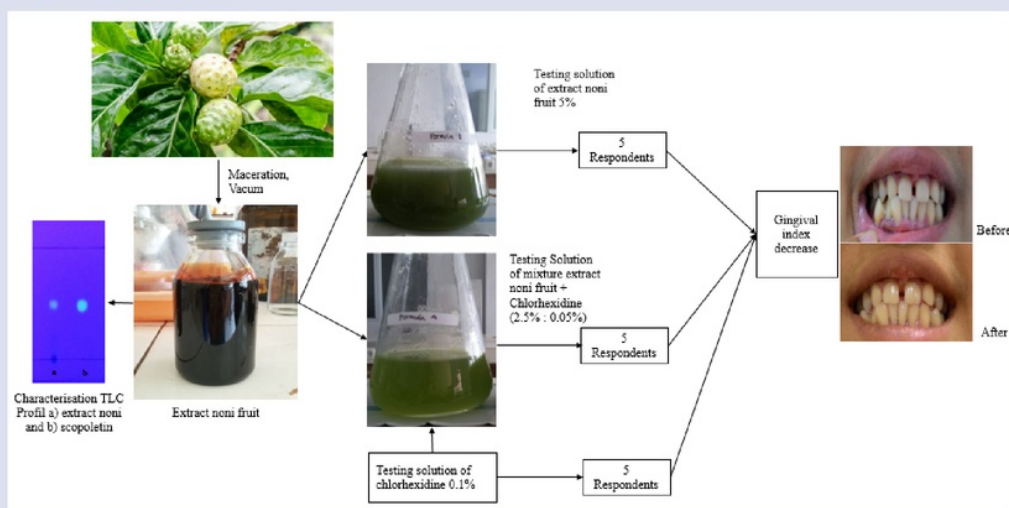 Testing solution
of extract noni
fruit 5%
5
Respondents
Maceration,
Vacum
Gingival
index
decrease
Before
After
Testing Solution
of mixture extract
noni fruit +
Chlorhexidine
(2.5% : 0.05%)
5
Respondents
a
b
Characterisation TLC
Profil a) extract noni
and b) scopoletin
Extract noni fruit
Testing solution of
chlorhexidine 0.1%
5
Respondents